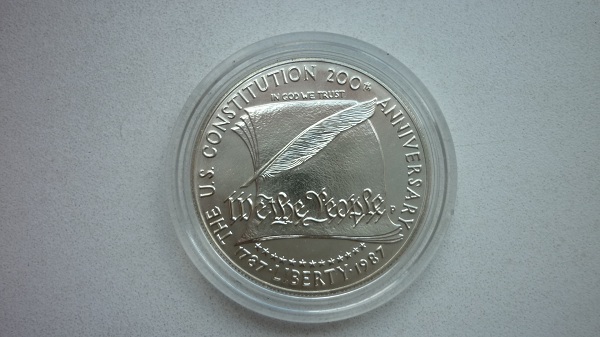 THE U.S. CONSTITUTION 200TH ANNIVERSARY
IN GOD WE TRUST
We the People
P
1787·LIBERTY·1987